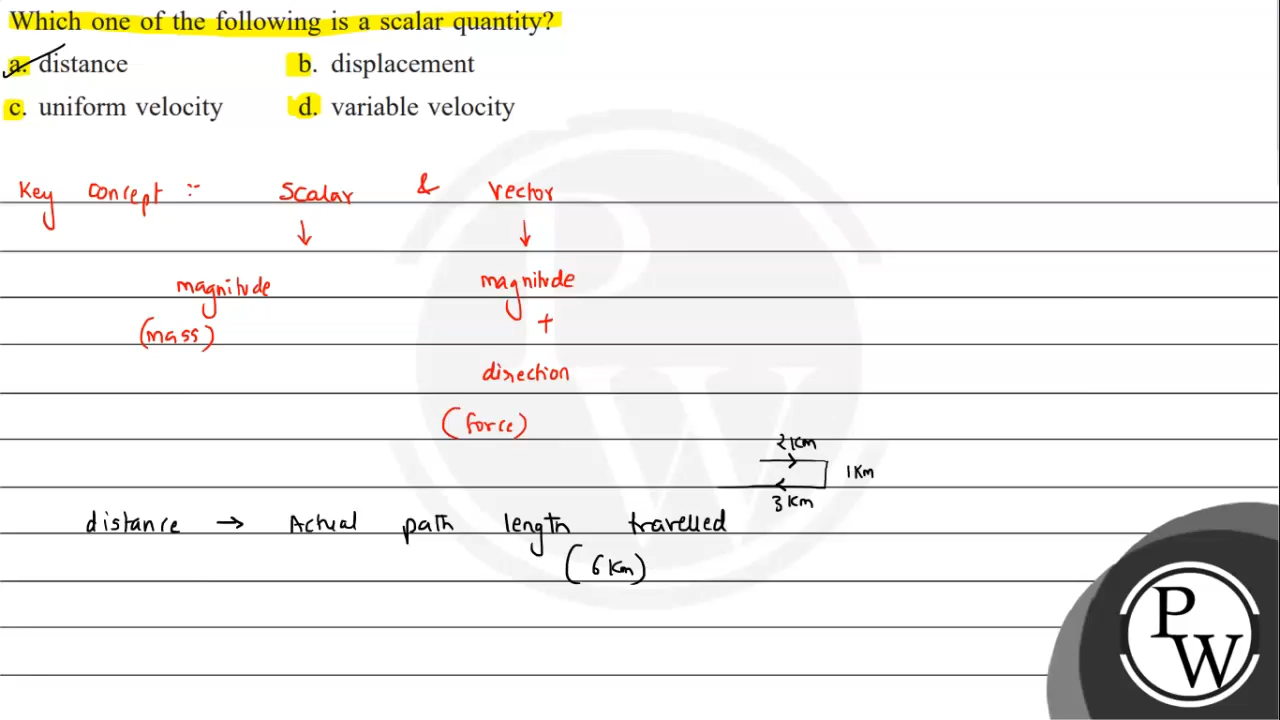 Which one of the following is a scalar quantity?
a. distance b. displacement
c. uniform velocity d. variable velocity
Key concept :- Scalar & vector
magnitude magnitude
(mass) +
direction
(force)
2 Km
1 Km
3 Km
distance → Actual path length travelled
(6 Km)
PW
PW